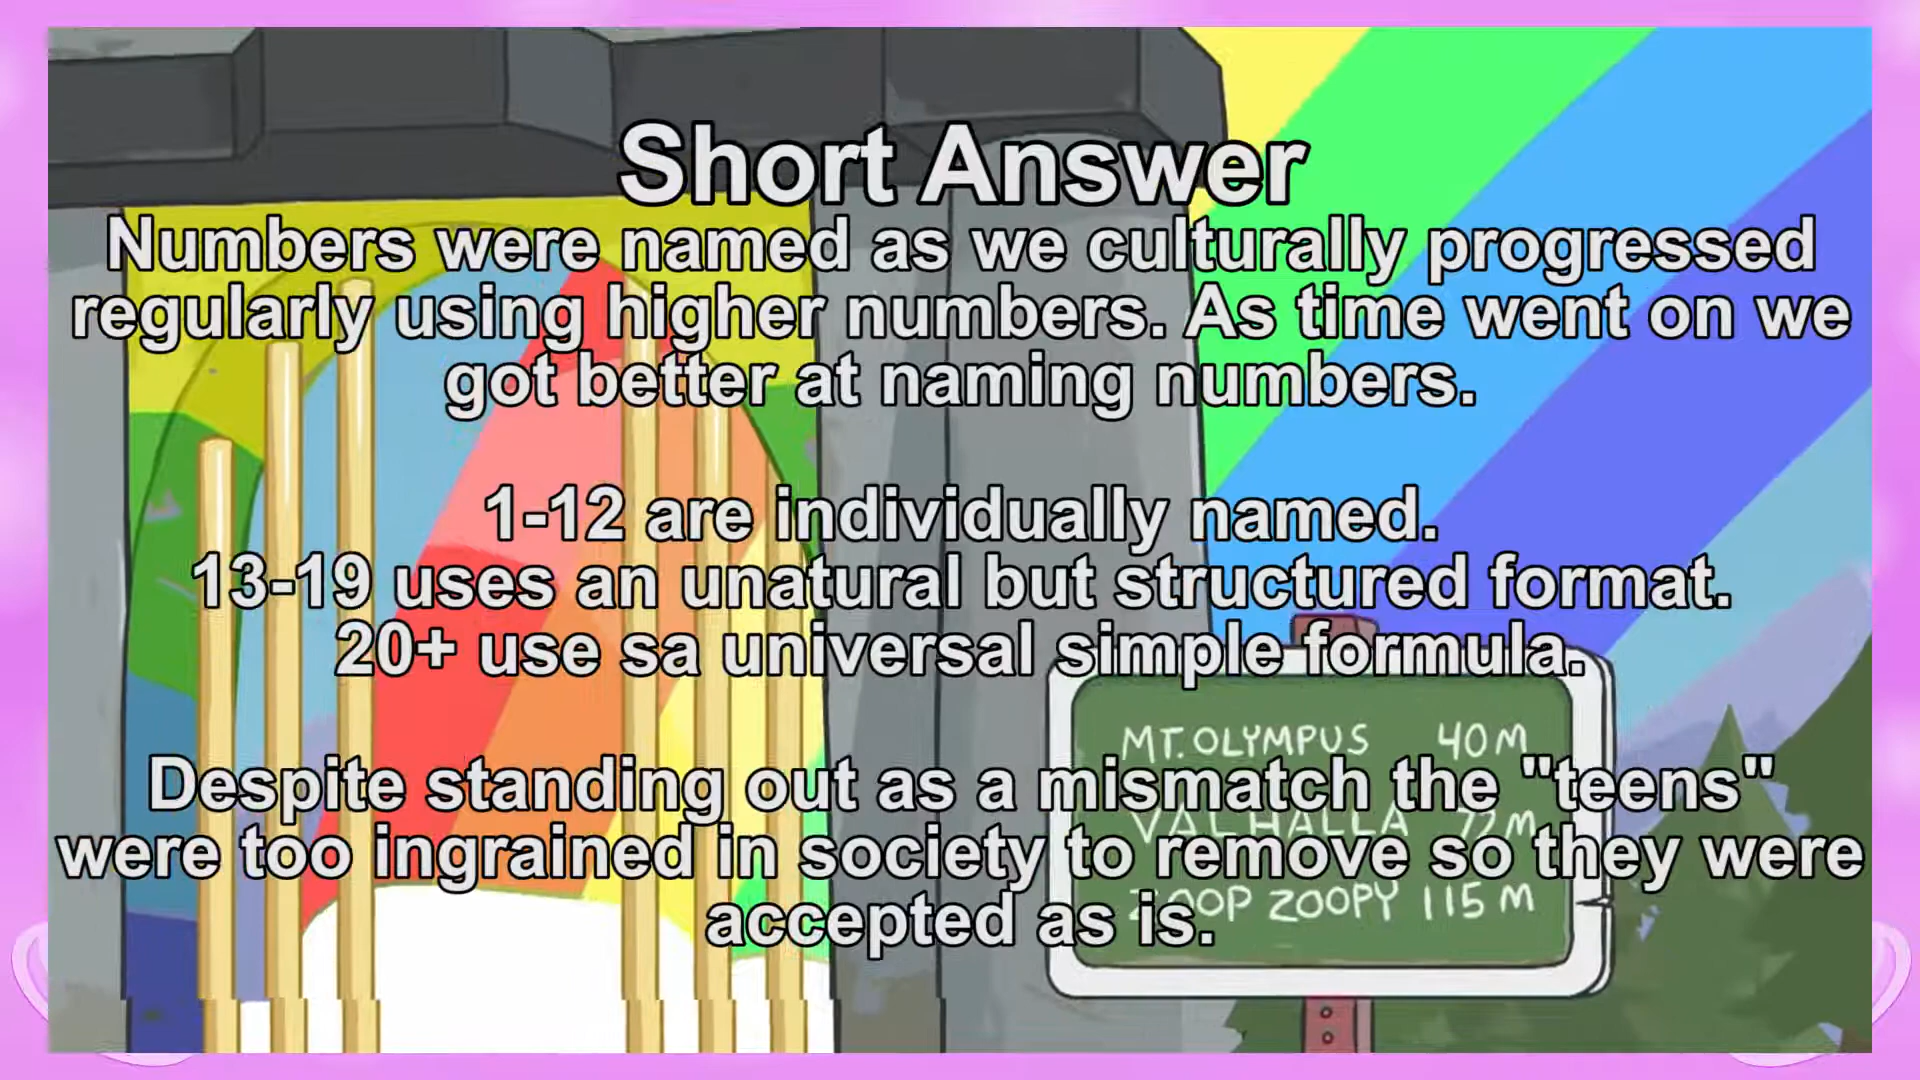 Short Answer
Numbers were named as we culturally progressed
regularly using higher numbers. As time went on we
got better at naming numbers.
1-12 are individually named.
13-19 uses an unatural but structured format.
20+ use sa universal simple formula.
MT. OLYMPUS 40 M
Despite standing out as a mismatch the "teens"
VALHALLA 72 M
were too ingrained in society to remove so they were
ZOOP ZOOPY 115 M
accepted as is.